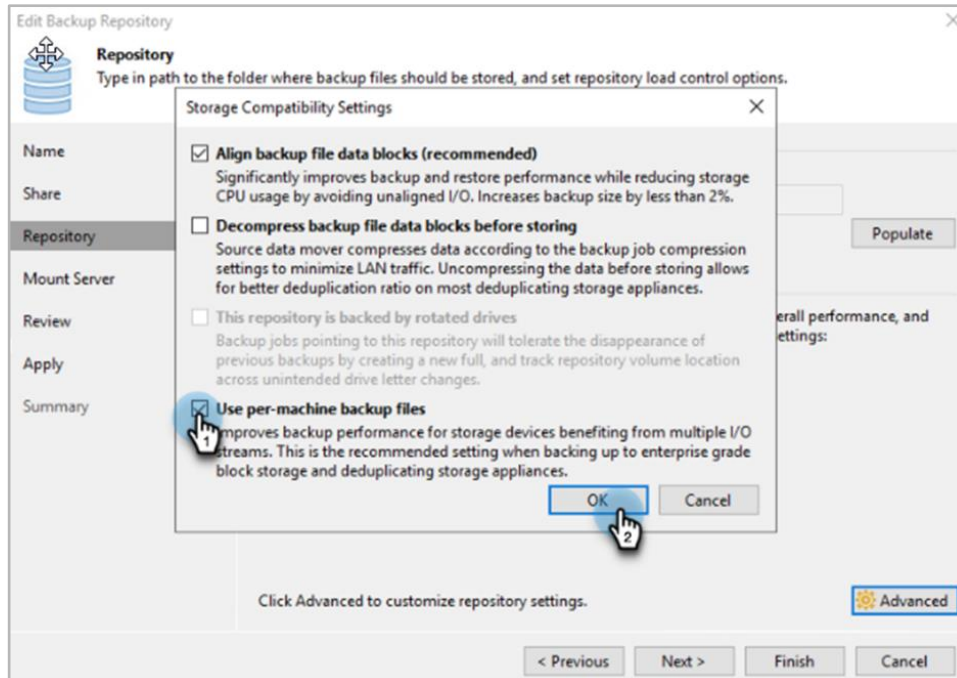 Edit Backup Repository
Repository
Type in path to the folder where backup files should be stored, and set repository load control options.
Storage Compatibility Settings
Name
Share
Repository
Mount Server
Review
Apply
Summary
Align backup file data blocks (recommended)
Significantly improves backup and restore performance while reducing storage
CPU usage by avoiding unaligned I/O. Increases backup size by less than 2%.
Decompress backup file data blocks before storing
Source data mover compresses data according to the backup job compression
settings to minimize LAN traffic. Uncompressing the data before storing allows
for better deduplication ratio on most deduplicating storage appliances.
This repository is backed by rotated drives
Backup jobs pointing to this repository will tolerate the disappearance of
previous backups by creating a new full, and track repository volume location
across unintended drive letter changes.
Use per-machine backup files
mproves backup performance for storage devices benefiting from multiple I/O
streams. This is the recommended setting when backing up to enterprise grade
block storage and deduplicating storage appliances.
1
OK
Cancel
2
Populate
erall performance, and
ettings:
Click Advanced to customize repository settings.
Advanced
< Previous
Next >
Finish
Cancel